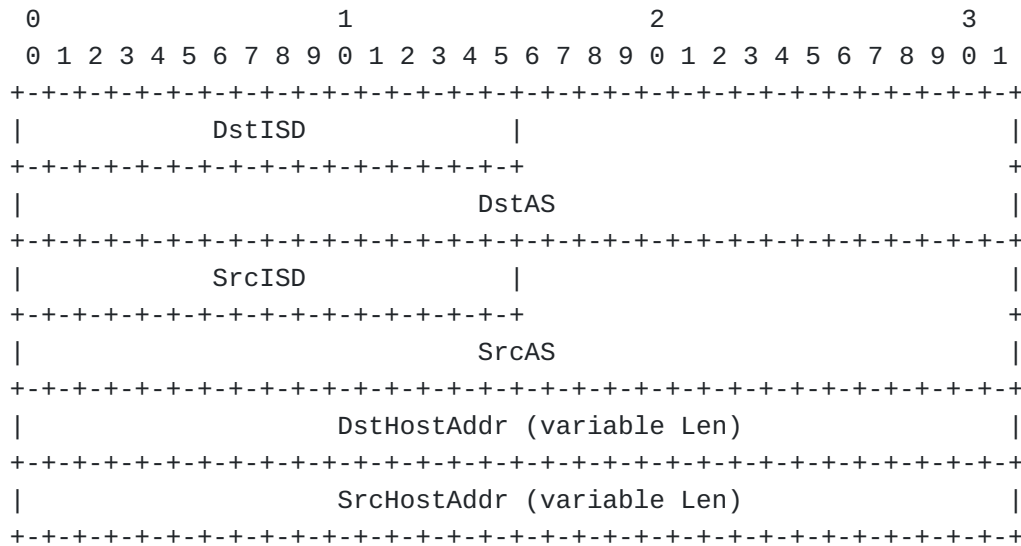 0                   1                   2                   3
 0 1 2 3 4 5 6 7 8 9 0 1 2 3 4 5 6 7 8 9 0 1 2 3 4 5 6 7 8 9 0 1
+-+-+-+-+-+-+-+-+-+-+-+-+-+-+-+-+-+-+-+-+-+-+-+-+-+-+-+-+-+-+-+-+
|            DstISD             |                               |
+-+-+-+-+-+-+-+-+-+-+-+-+-+-+-+-+                               +
|                             DstAS                             |
+-+-+-+-+-+-+-+-+-+-+-+-+-+-+-+-+-+-+-+-+-+-+-+-+-+-+-+-+-+-+-+-+
|            SrcISD             |                               |
+-+-+-+-+-+-+-+-+-+-+-+-+-+-+-+-+                               +
|                             SrcAS                             |
+-+-+-+-+-+-+-+-+-+-+-+-+-+-+-+-+-+-+-+-+-+-+-+-+-+-+-+-+-+-+-+-+
|                    DstHostAddr (variable Len)                 |
+-+-+-+-+-+-+-+-+-+-+-+-+-+-+-+-+-+-+-+-+-+-+-+-+-+-+-+-+-+-+-+-+
|                    SrcHostAddr (variable Len)                 |
+-+-+-+-+-+-+-+-+-+-+-+-+-+-+-+-+-+-+-+-+-+-+-+-+-+-+-+-+-+-+-+-+